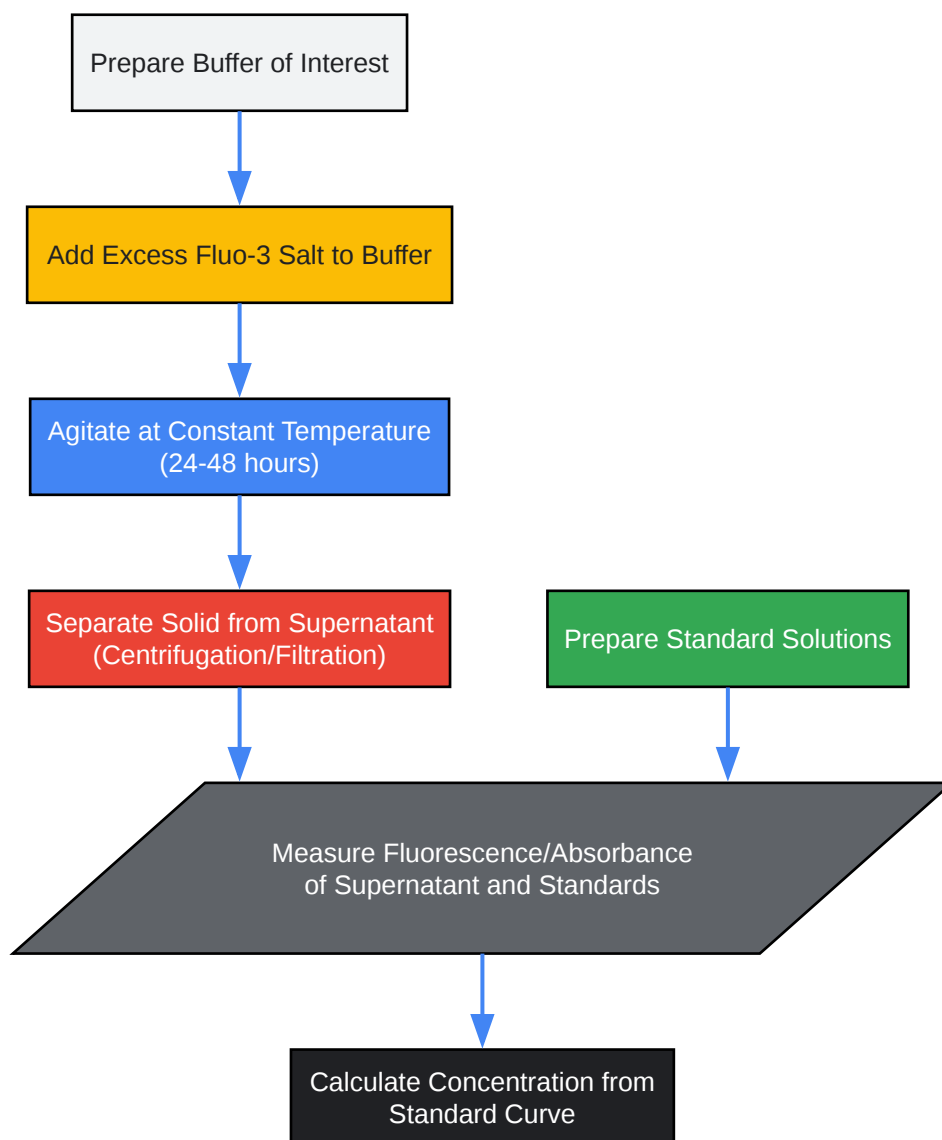 Prepare Buffer of Interest
Add Excess Fluo-3 Salt to Buffer
Agitate at Constant Temperature
(24-48 hours)
Separate Solid from Supernatant
(Centrifugation/Filtration)
Prepare Standard Solutions
Measure Fluorescence/Absorbance
of Supernatant and Standards
Calculate Concentration from
Standard Curve